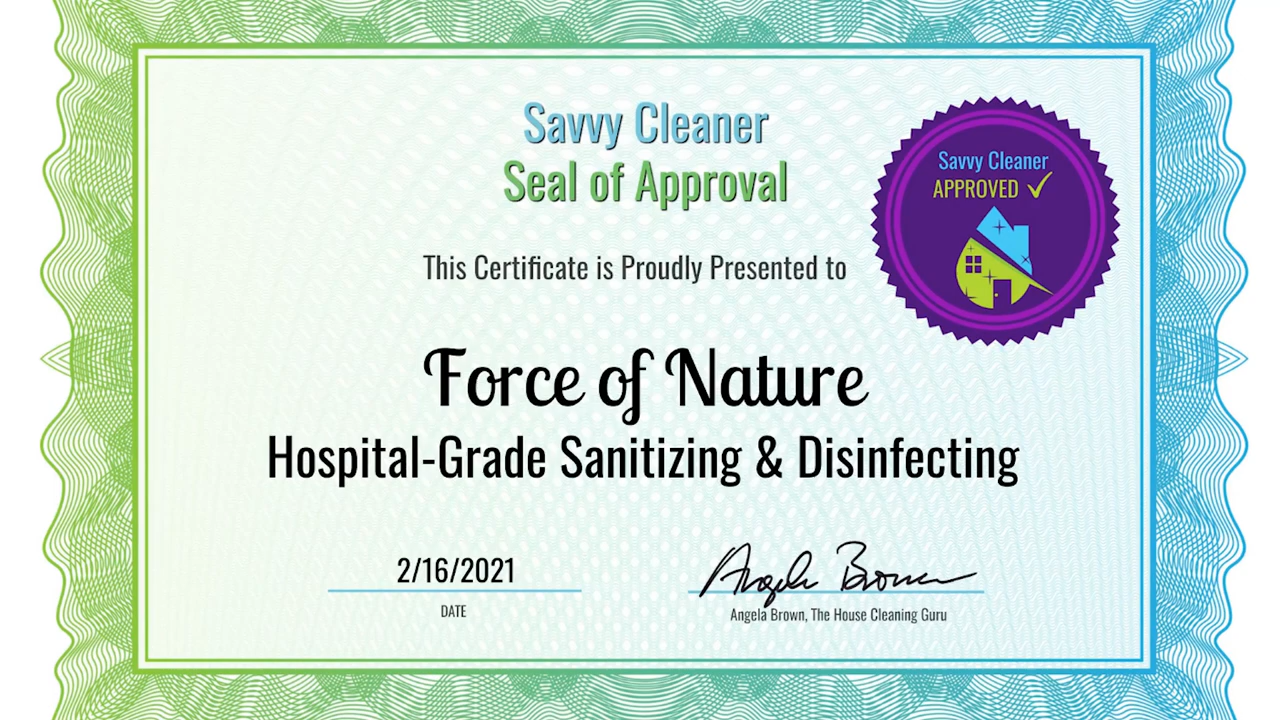 Savvy Cleaner
Seal of Approval
Savvy Cleaner
APPROVED
This Certificate is Proudly Presented to
Force of Nature
Hospital-Grade Sanitizing & Disinfecting
2/16/2021
Angela Brown
DATE
Angela Brown, The House Cleaning Guru